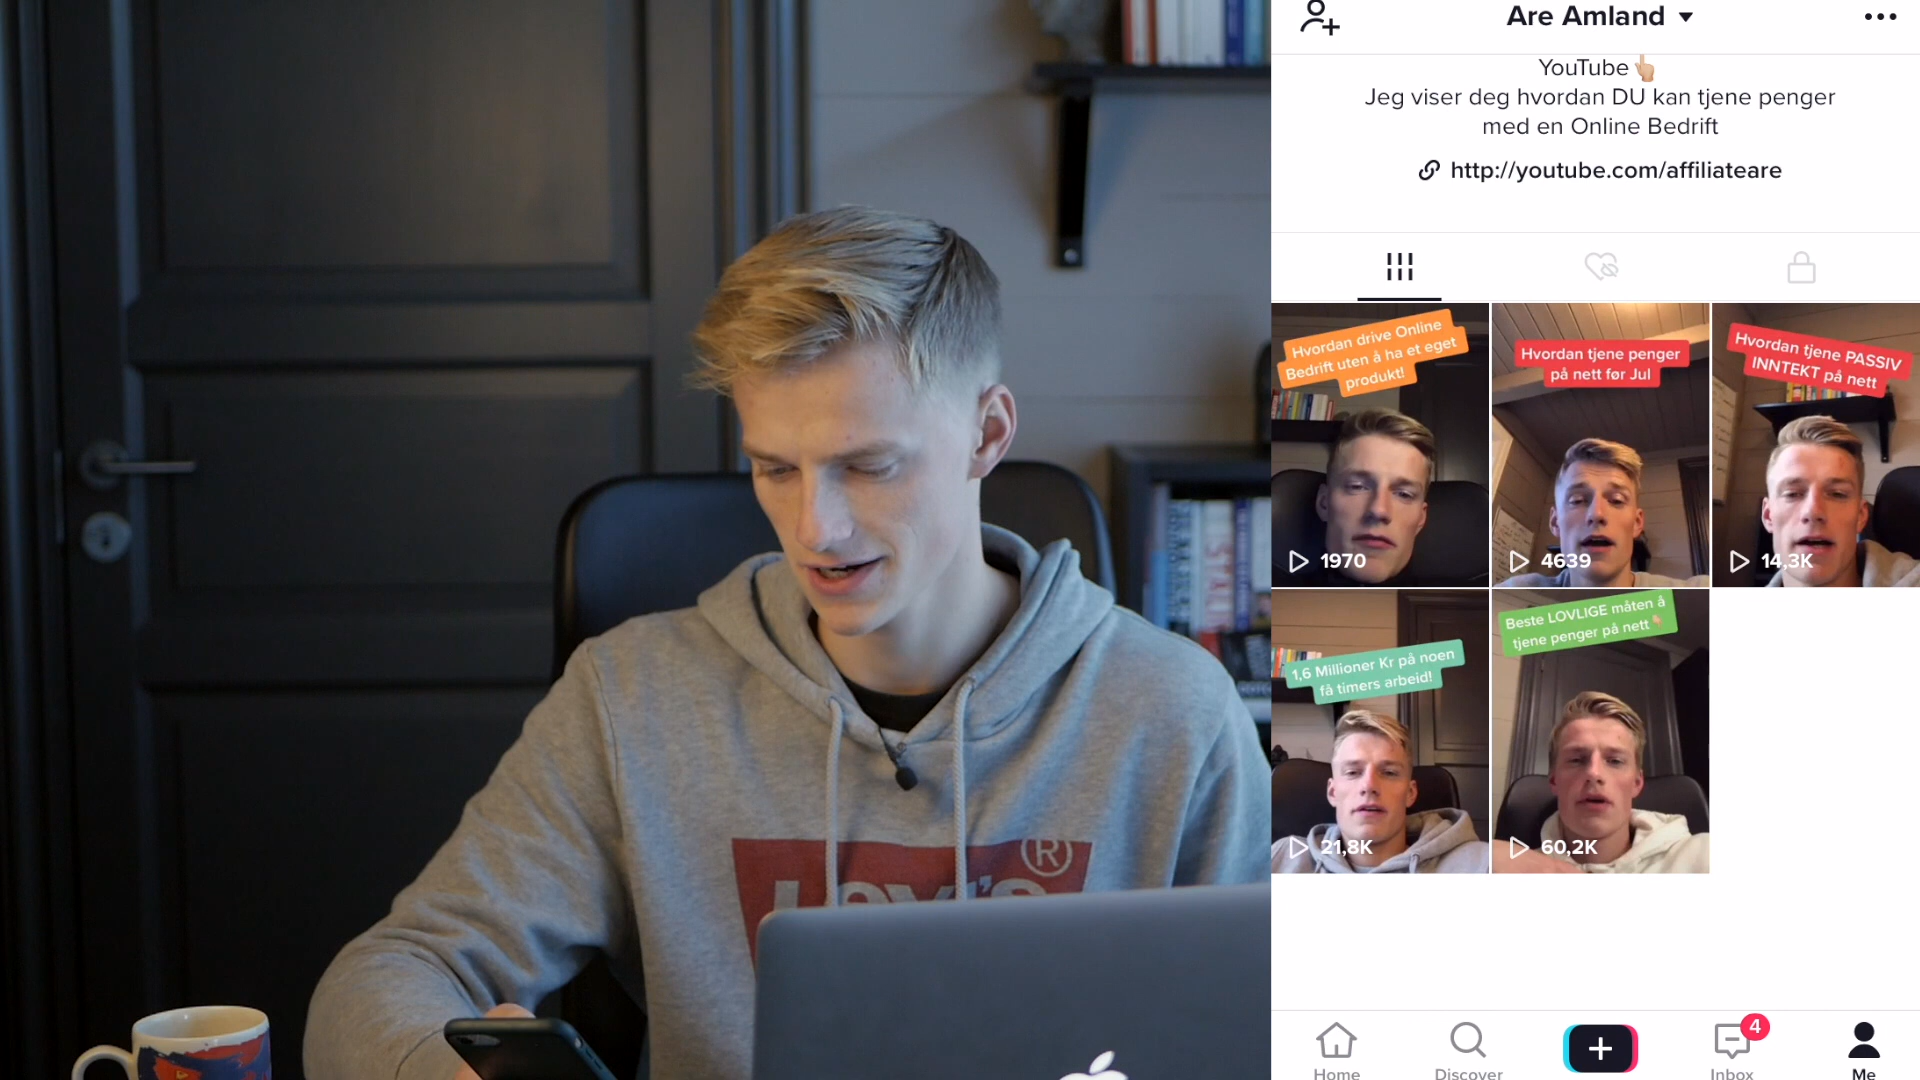 Are Amland
YouTube👆🏼
Jeg viser deg hvordan DU kan tjene penger
med en Online Bedrift
http://youtube.com/affiliateare
Hvordan drive Online
Bedrift uten å ha et eget
produkt!
1970
Hvordan tjene penger
på nett før Jul
4639
Hvordan tjene PASSIV
INNTEKT på nett
14,3K
1,6 Millioner Kr på noen
få timers arbeid!
21,8K
Beste LOVLIGE måten å
tjene penger på nett👇🏼
60,2K
Home
Discover
4
Inbox
Me
LEVI'S
®